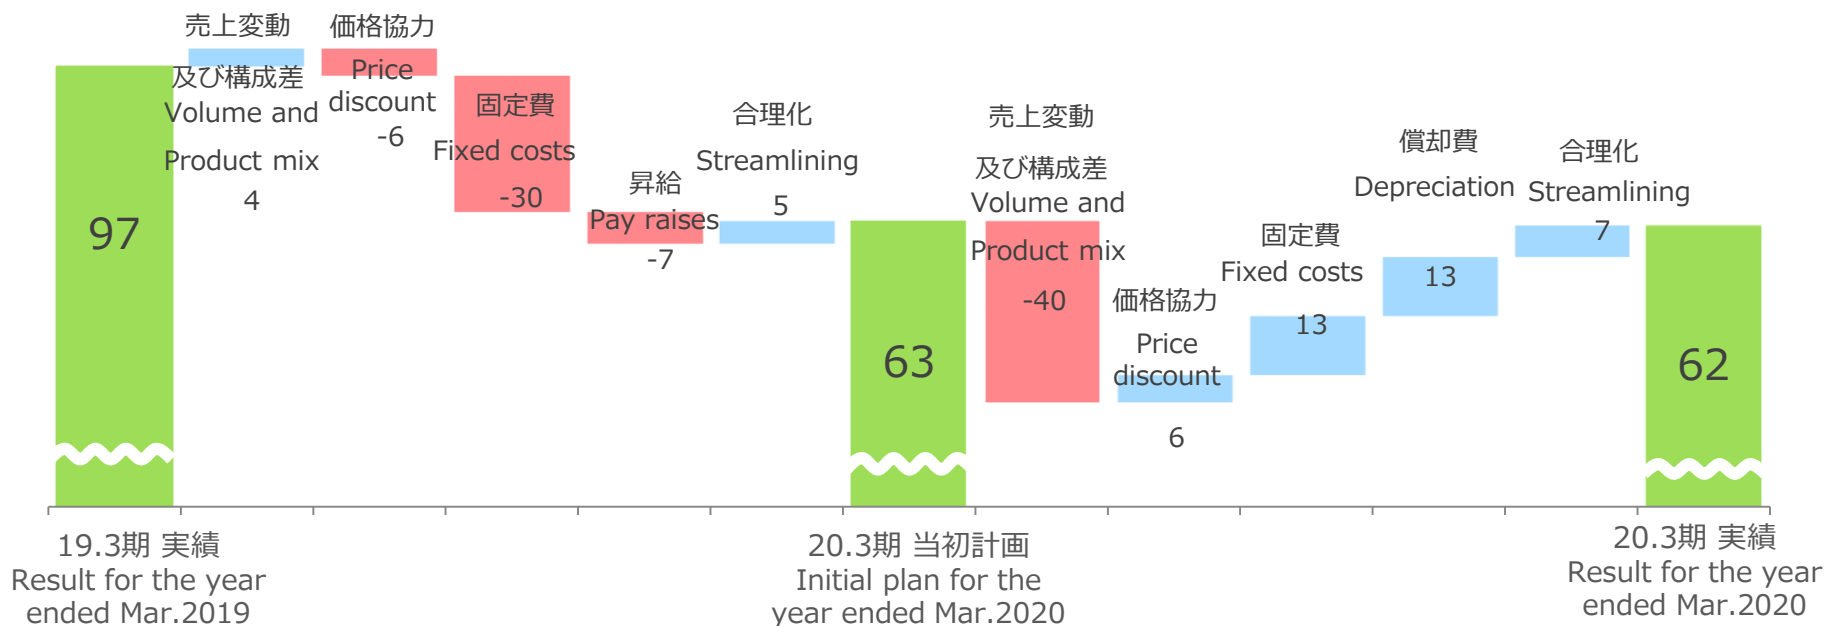 97
売上変動
及び構成差
Volume and
Product mix
4
価格協力
Price
discount
-6
固定費
Fixed costs
-30
昇給
Pay raises
-7
合理化
Streamlining
5
63
売上変動
及び構成差
Volume and
Product mix
-40
価格協力
Price
discount
6
固定費
Fixed costs
13
償却費
Depreciation
13
合理化
Streamlining
7
62
19.3期 実績
Result for the year
ended Mar.2019
20.3期 当初計画
Initial plan for the
year ended Mar.2020
20.3期 実績
Result for the year
ended Mar.2020